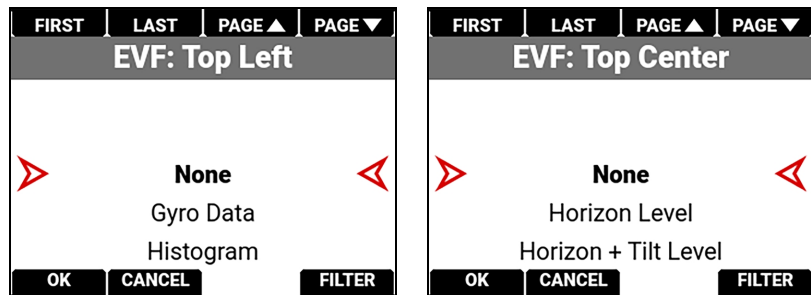 FIRST LAST PAGE▲ PAGE▼
EVF: Top Left
None
Gyro Data
Histogram
OK CANCEL FILTER
FIRST LAST PAGE▲ PAGE▼
EVF: Top Center
None
Horizon Level
Horizon + Tilt Level
OK CANCEL FILTER